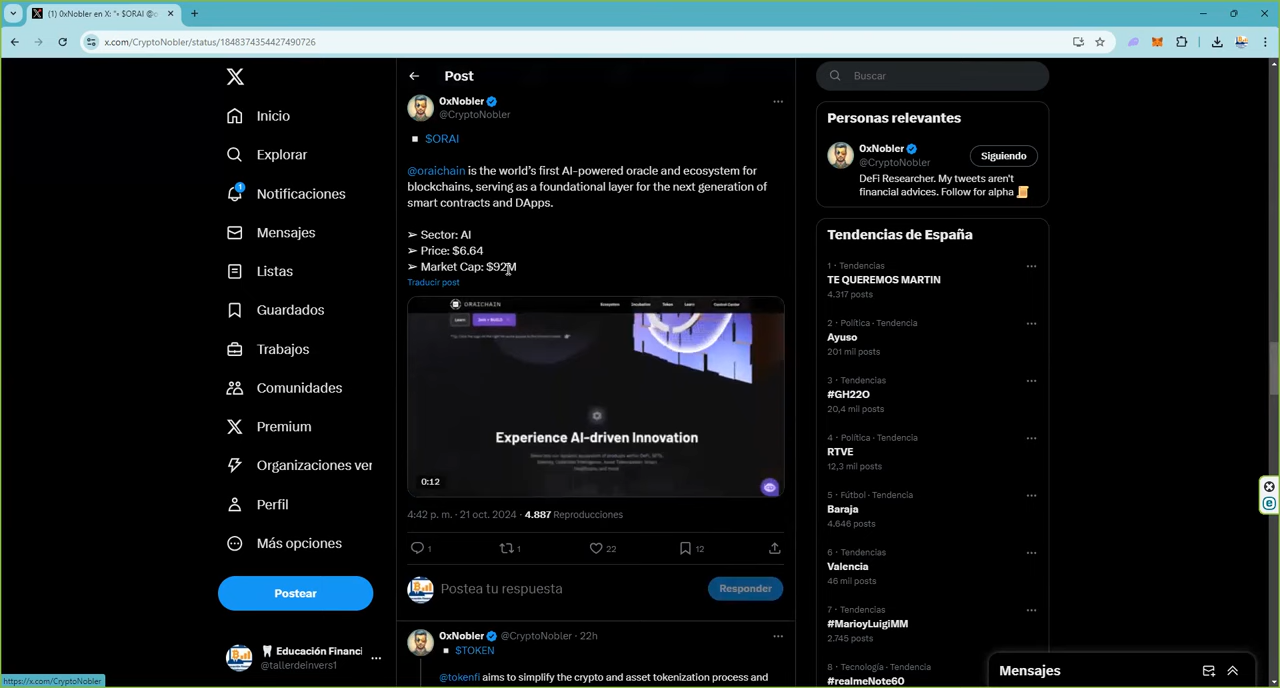 (1) 0xNobler en X: "▪ $ORAI @o
x.com/CryptoNobler/status/1848374354427490726
Inicio
Explorar
1
Notificaciones
Mensajes
Listas
Guardados
Trabajos
Comunidades
Premium
Organizaciones ver
Perfil
Más opciones
Postear
Educación Financi
@tallerdeinvers1
https://x.com/CryptoNobler
Post
0xNobler
@CryptoNobler
▪ $ORAI
@oraichain is the world's first AI-powered oracle and ecosystem for
blockchains, serving as a foundational layer for the next generation of
smart contracts and DApps.
➢ Sector: AI
➢ Price: $6.64
➢ Market Cap: $92M
Traducir post
ORAICHAIN
Ecosystem Incubation Token Learn Control Center
Experience AI-driven Innovation
0:12
4:42 p. m. · 21 oct. 2024 · 4.887 Reproducciones
1 1 22 12
Postea tu respuesta
Responder
0xNobler @CryptoNobler · 22h
▪ $TOKEN
@tokenfi aims to simplify the crypto and asset tokenization process and
Buscar
Personas relevantes
0xNobler
@CryptoNobler
Siguiendo
DeFi Researcher. My tweets aren't
financial advices. Follow for alpha
Tendencias de España
1 · Tendencias
TE QUEREMOS MARTIN
4.317 posts
2 · Política · Tendencia
Ayuso
201 mil posts
3 · Tendencias
#GH22O
20,4 mil posts
4 · Política · Tendencia
RTVE
12,3 mil posts
5 · Fútbol · Tendencia
Baraja
4.646 posts
6 · Tendencias
Valencia
46 mil posts
7 · Tendencias
#MarioyLuigiMM
2.745 posts
8 · Tecnología · Tendencia
#realmeNote60
Mensajes